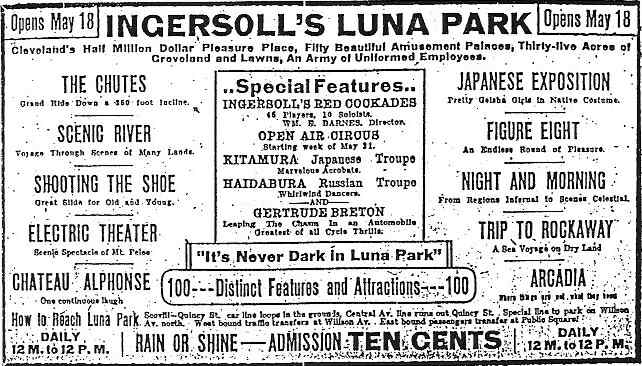 Opens May 18
INGERSOLL'S LUNA PARK
Opens May 18
Cleveland's Half Million Dollar Pleasure Place, Fifty Beautiful Amusement Palaces, Thirty-five Acres of
Groveland and Lawns, An Army of Uniformed Employees.
THE CHUTES
Grand Ride Down a 350 foot Incline.
SCENIC RIVER
Voyage Through Scenes of Many Lands.
SHOOTING THE SHOE
Great Slide for Old and Young.
ELECTRIC THEATER
Scenic Spectacle of Mt. Pelee
CHATEAU ALPHONSE
One continuous laugh
..Special Features..
INGERSOLL'S RED COCKADES
45 Players, 10 Soloists.
WM. E. BARNES, Director.
OPEN AIR CIRCUS
Starting week of May 21.
KITAMURA Japanese Troupe
Marvelous Acrobats.
HAIDABURA Russian Troupe
Whirlwind Dancers.
—AND—
GERTRUDE BRETON
Leaping The Chasm in an Automobile
Greatest of all Cycle Thrills.
"It's Never Dark in Luna Park"
100---Distinct Features and Attractions---100
JAPANESE EXPOSITION
Pretty Geisha Girls in Native Costume.
FIGURE EIGHT
An Endless Round of Pleasure.
NIGHT AND MORNING
From Regions Infernal to Scenes Celestial.
TRIP TO ROCKAWAY
A Sea Voyage on Dry Land
ARCADIA
Where things are not what they seem
How to Reach Luna Park. Scovill—Quincy St. car line loops in the grounds, Central Av. line runs out Quincy St. Special line to park on Willson
Av. north. West bound traffic transfers at Willson Av. East bound passengers transfer at Public Square.
DAILY
12 M. to 12 P. M.
RAIN OR SHINE—ADMISSION TEN CENTS
DAILY
12 M. to 12 P. M.